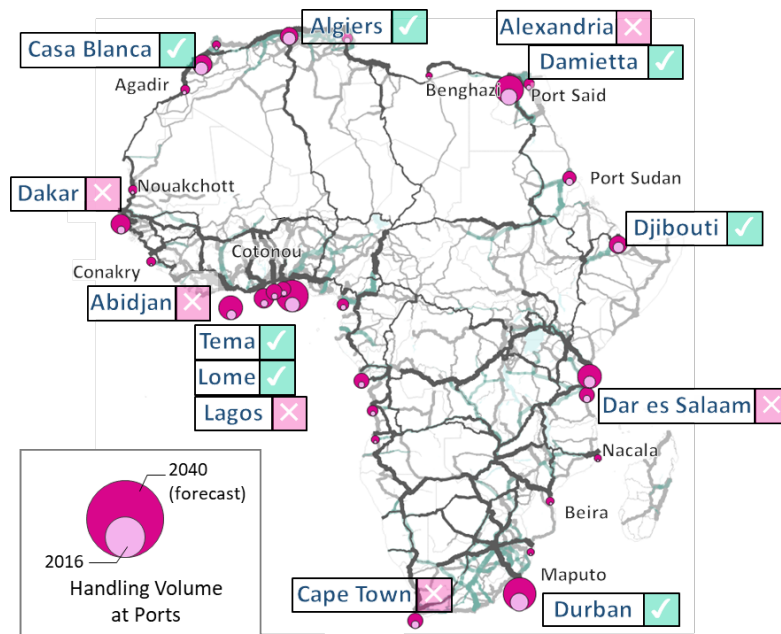 Casa Blanca
Algiers
Alexandria
Damietta
Agadir
Benghazi
Port Said
Dakar
Nouakchott
Port Sudan
Djibouti
Cotonou
Conakry
Abidjan
Tema
Lome
Lagos
Dar es Salaam
Nacala
Beira
Maputo
Cape Town
Durban
2040
(forecast)
2016
Handling Volume
at Ports